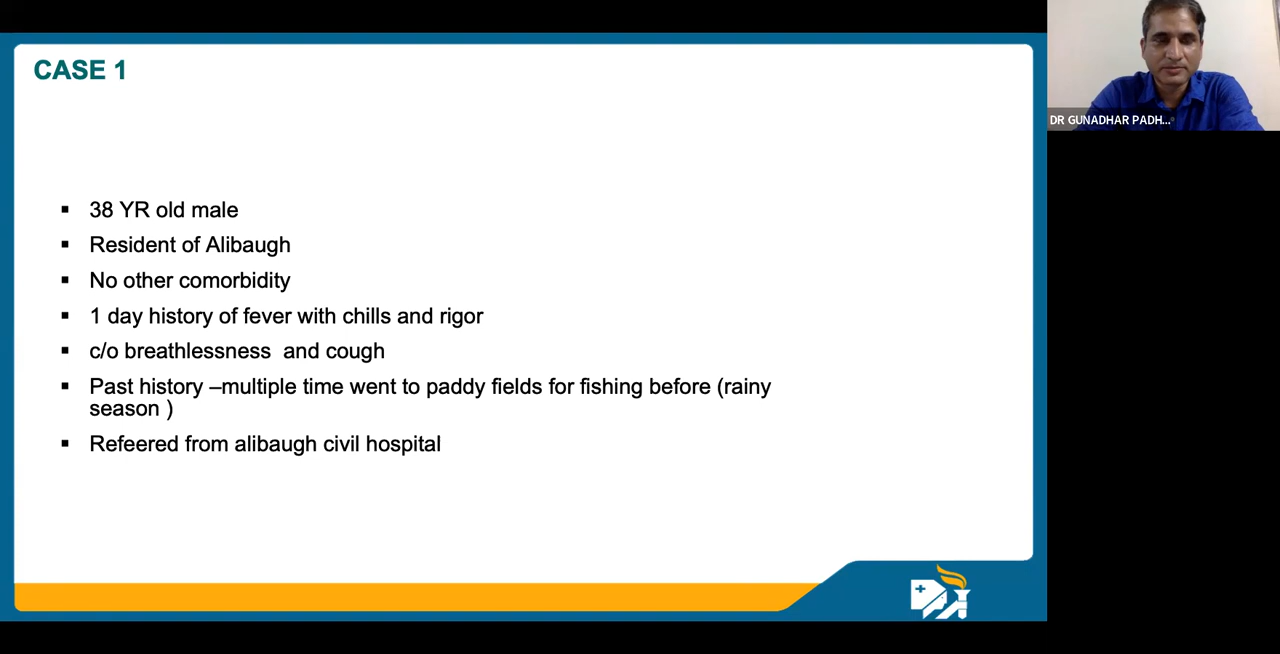 CASE 1
DR GUNADHAR PADH...
▪ 38 YR old male
▪ Resident of Alibaugh
▪ No other comorbidity
▪ 1 day history of fever with chills and rigor
▪ c/o breathlessness  and cough
▪ Past history –multiple time went to paddy fields for fishing before (rainy
season )
▪ Refeered from alibaugh civil hospital